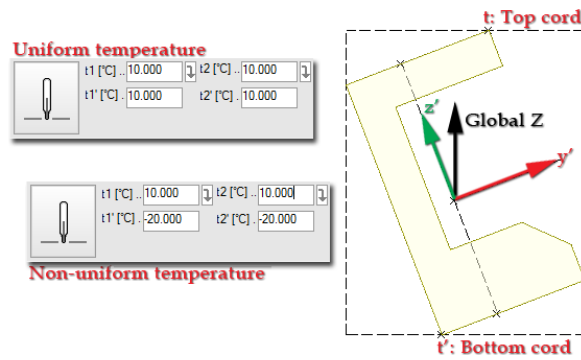 Uniform temperature
t1 [°C] .. 10.000 t2 [°C] .. 10.000
t1' [°C] . 10.000 t2' [°C] . 10.000
t1 [°C] .. 10.000 t2 [°C] .. 10.000
t1' [°C] . -20.000 t2' [°C] . -20.000
Non-uniform temperature
t: Top cord
z'
Global Z
y'
t': Bottom cord